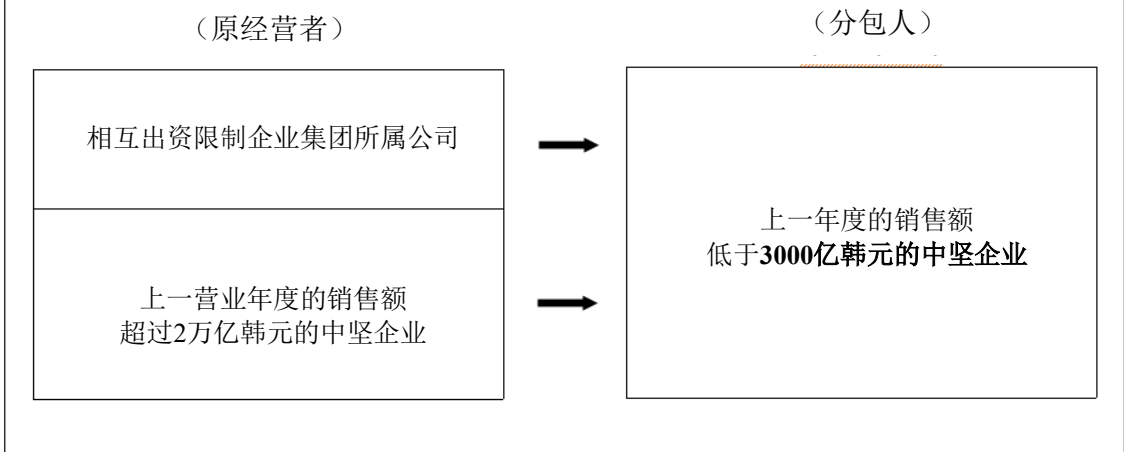 （原经营者）
（分包人）
相互出资限制企业集团所属公司
上一营业年度的销售额
超过2万亿韩元的中坚企业
上一年度的销售额
低于3000亿韩元的中坚企业